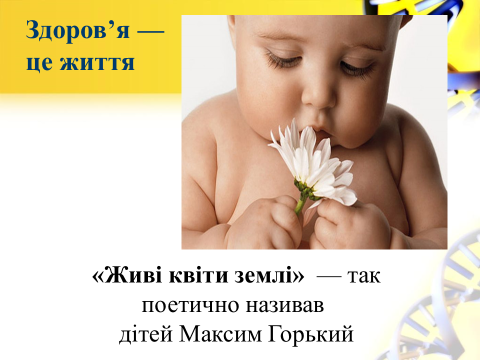 Здоров’я —
це життя
«Живі квіти землі» — так
поетично називав
дітей Максим Горький